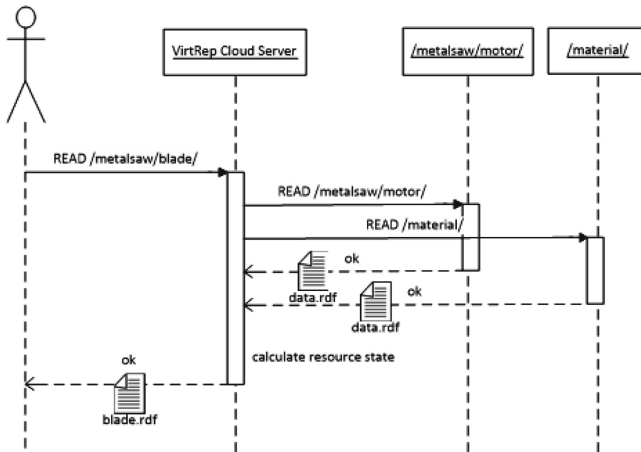 VirtRep Cloud Server
/metalsaw/motor/
/material/
READ /metalsaw/blade/
READ /metalsaw/motor/
READ /material/
ok
data.rdf
ok
data.rdf
calculate resource state
ok
blade.rdf